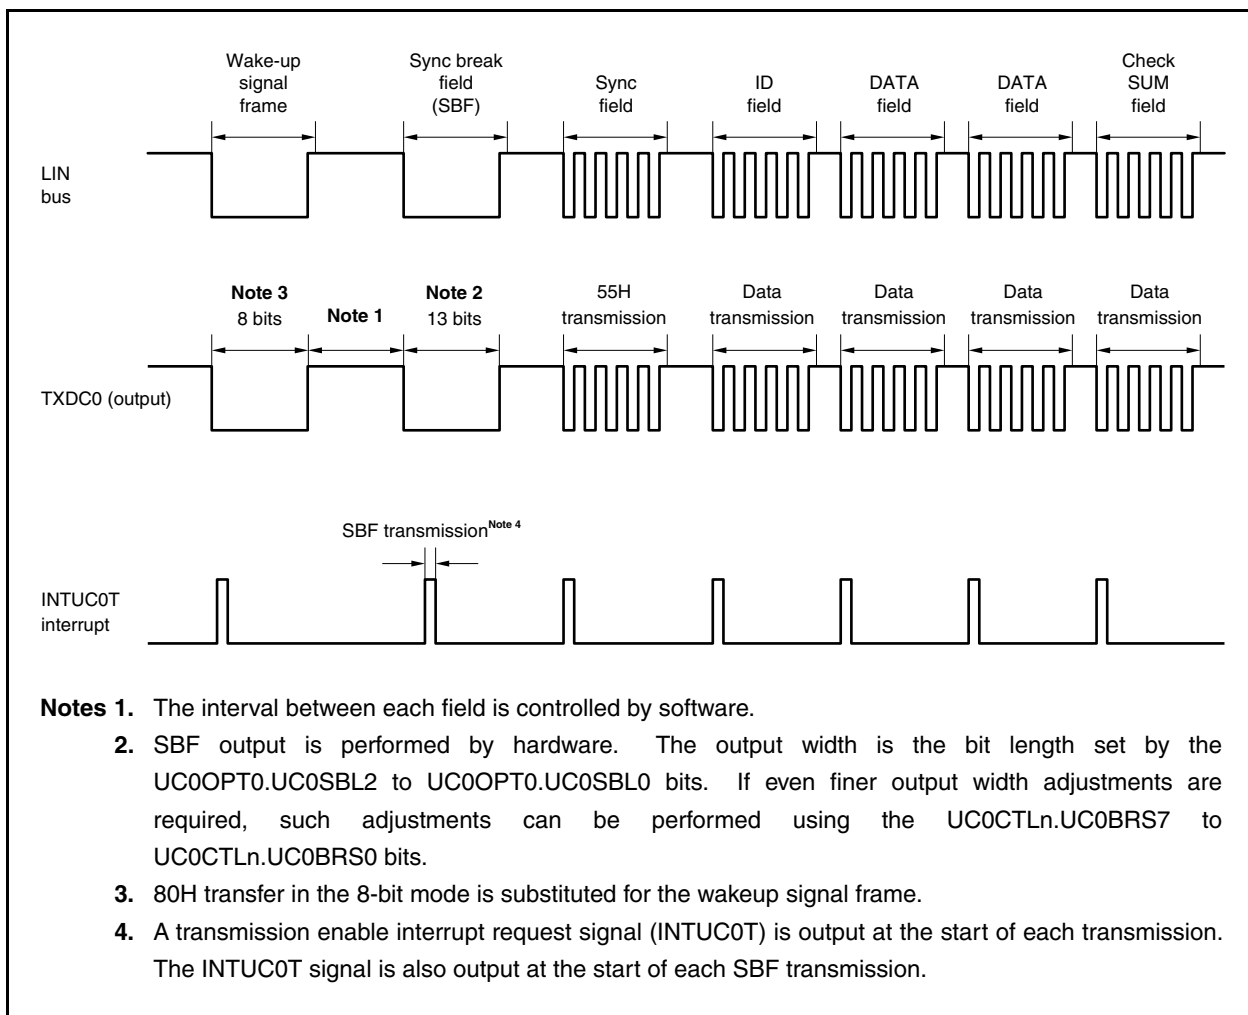 Wake-up
signal
frame
Sync break
field
(SBF)
Sync
field
ID
field
DATA
field
DATA
field
Check
SUM
field
LIN
bus
Note 3
8 bits
Note 1
Note 2
13 bits
55H
transmission
Data
transmission
Data
transmission
Data
transmission
Data
transmission
TXDC0 (output)
SBF transmission Note 4
INTUC0T
interrupt
Notes 1. The interval between each field is controlled by software.
2. SBF output is performed by hardware. The output width is the bit length set by the
UC0OPT0.UC0SBL2 to UC0OPT0.UC0SBL0 bits. If even finer output width adjustments are
required, such adjustments can be performed using the UC0CTLn.UC0BRS7 to
UC0CTLn.UC0BRS0 bits.
3. 80H transfer in the 8-bit mode is substituted for the wakeup signal frame.
4. A transmission enable interrupt request signal (INTUC0T) is output at the start of each transmission.
The INTUC0T signal is also output at the start of each SBF transmission.